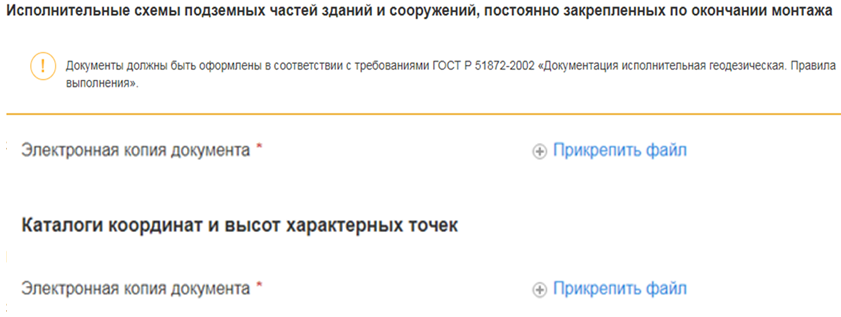 Исполнительные схемы подземных частей зданий и сооружений, постоянно закрепленных по окончании монтажа
! Документы должны быть оформлены в соответствии с требованиями ГОСТ Р 51872-2002 «Документация исполнительная геодезическая. Правила
выполнения».
Электронная копия документа * Прикрепить файл
Каталоги координат и высот характерных точек
Электронная копия документа * Прикрепить файл